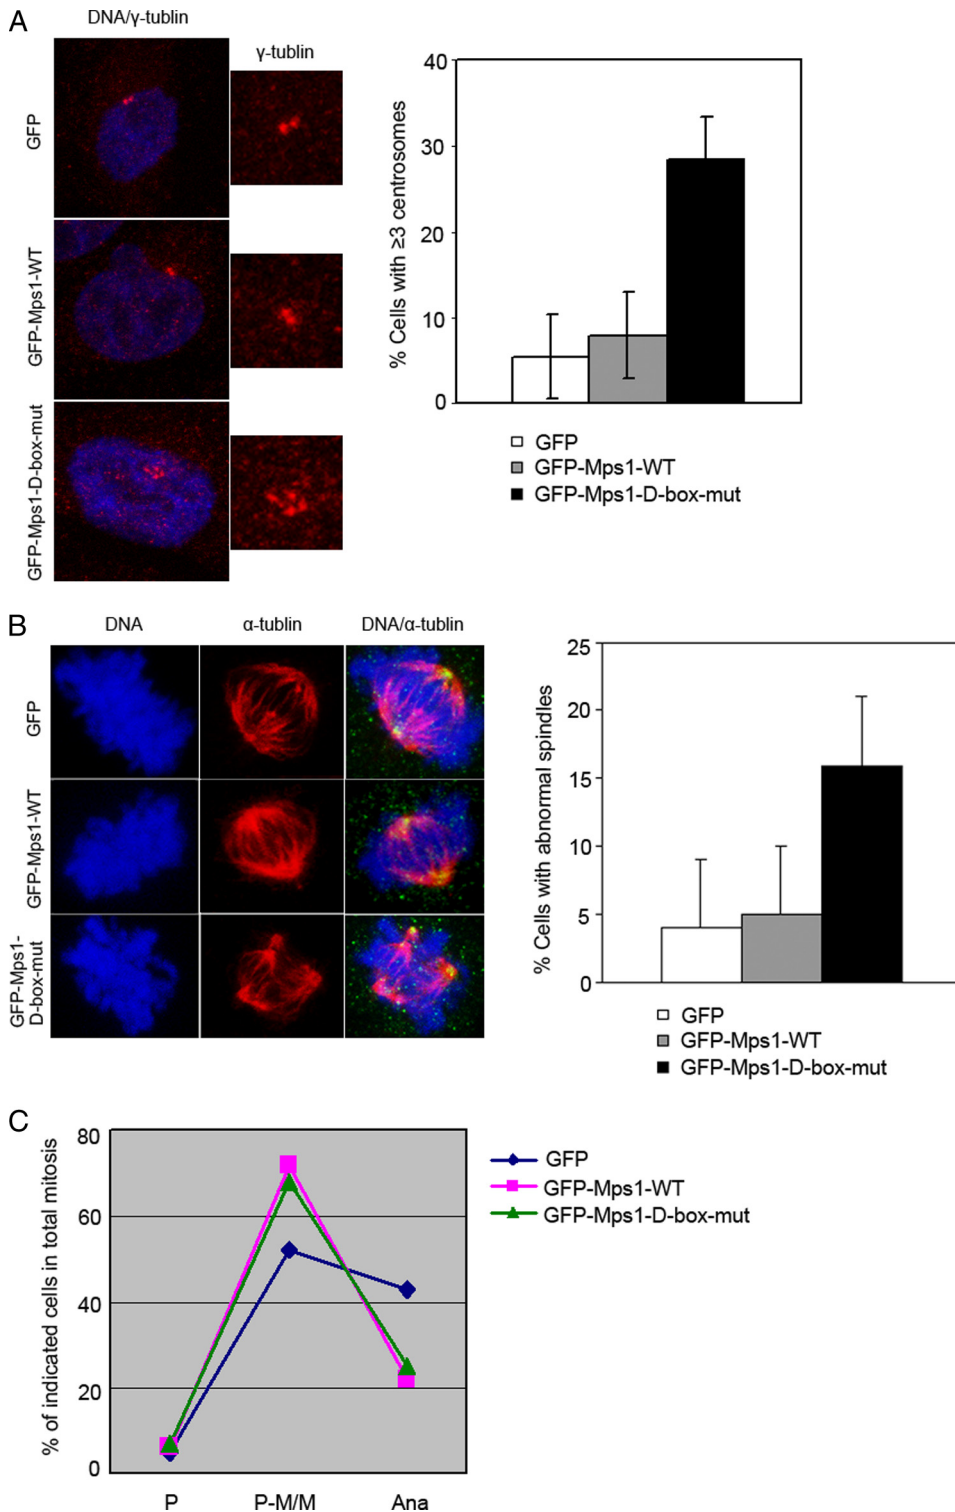 A
DNA/γ-tublin
γ-tublin
GFP
GFP-Mps1-WT
GFP-Mps1-D-box-mut
% Cells with ≥3 centrosomes
40
30
20
10
0
GFP
GFP-Mps1-WT
GFP-Mps1-D-box-mut
B
DNA
α-tublin
DNA/α-tublin
GFP
GFP-Mps1-WT
GFP-Mps1-
D-box-mut
% Cells with abnormal spindles
25
20
15
10
5
0
GFP
GFP-Mps1-WT
GFP-Mps1-D-box-mut
C
% of indicated cells in total mitosis
80
60
40
20
0
P
P-M/M
Ana
GFP
GFP-Mps1-WT
GFP-Mps1-D-box-mut